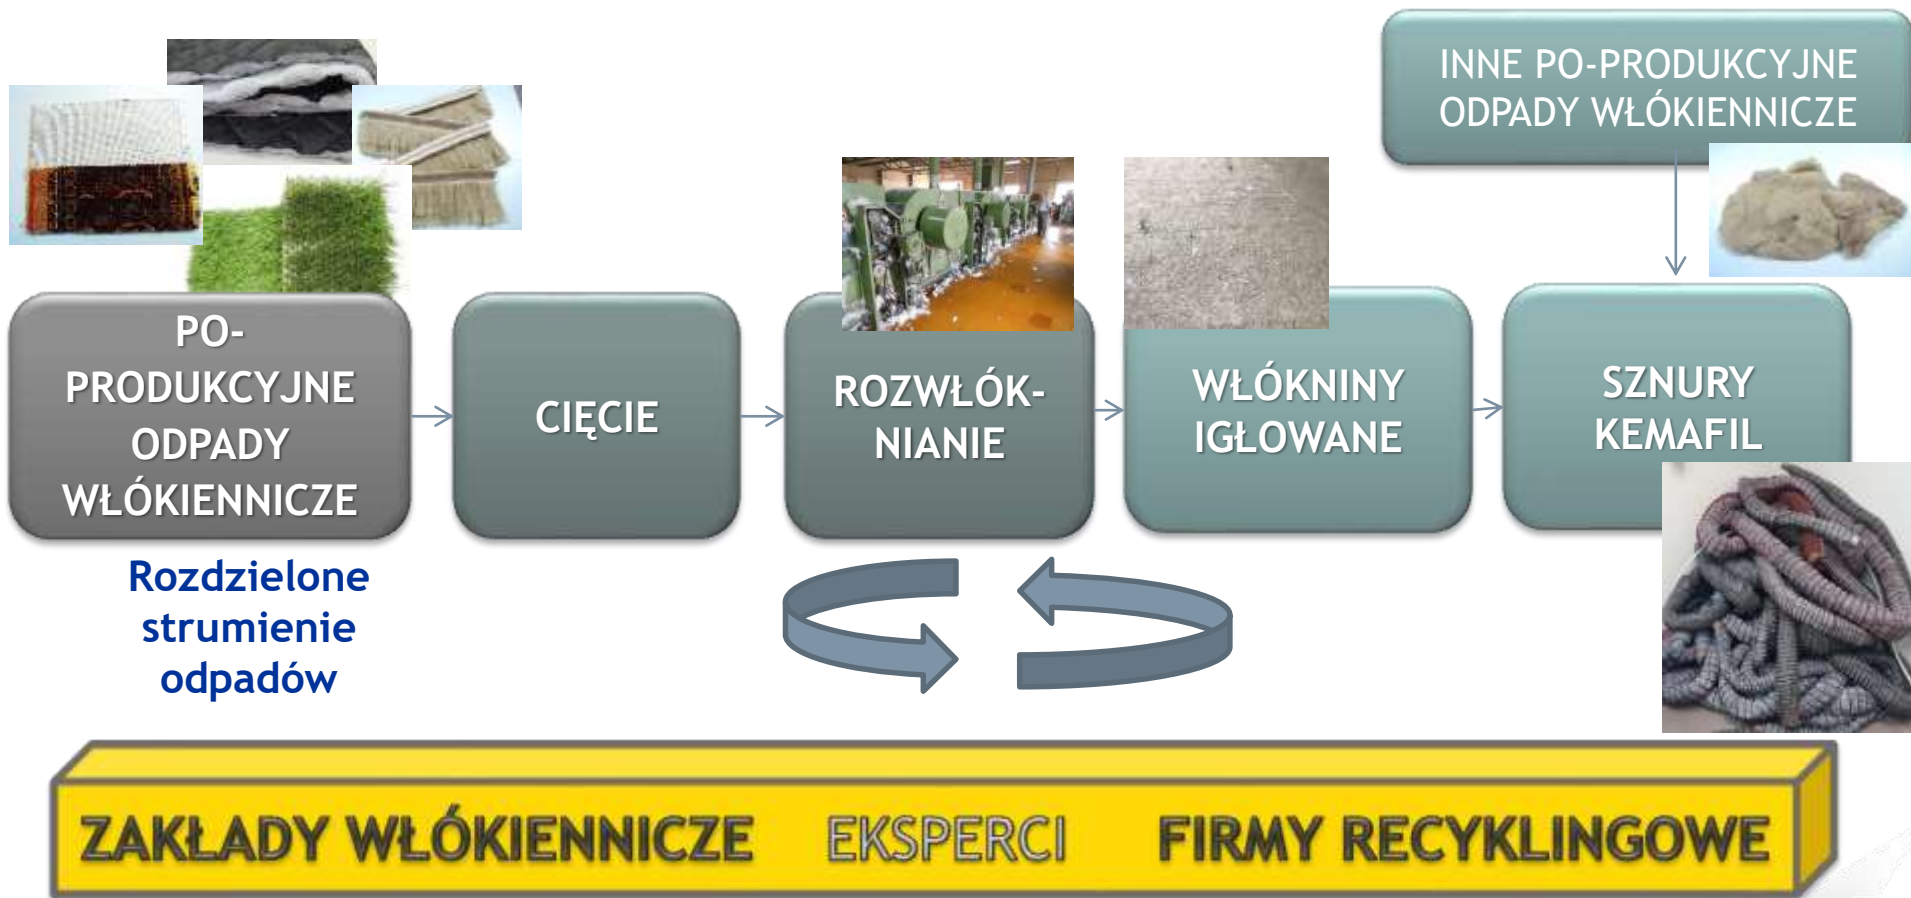 INNE PO-PRODUKCYJNE
ODPADY WŁÓKIENNICZE
PO-
PRODUKCYJNE
ODPADY
WŁÓKIENNICZE
CIĘCIE
ROZWŁÓK-
NIANIE
WŁÓKNINY
IGŁOWANE
SZNURY
KEMAFIL
Rozdzielone
strumienie
odpadów
ZAKŁADY WŁÓKIENNICZE EKSPERCI FIRMY RECYKLINGOWE